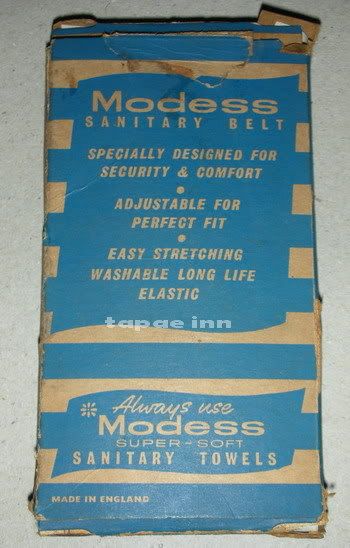 Modess
SANITARY BELT
SPECIALLY DESIGNED FOR
SECURITY & COMFORT
•
ADJUSTABLE FOR
PERFECT FIT
•
EASY STRETCHING
WASHABLE LONG LIFE
ELASTIC
tapae inn
Always use
Modess
SUPER-SOFT
SANITARY TOWELS
MADE IN ENGLAND